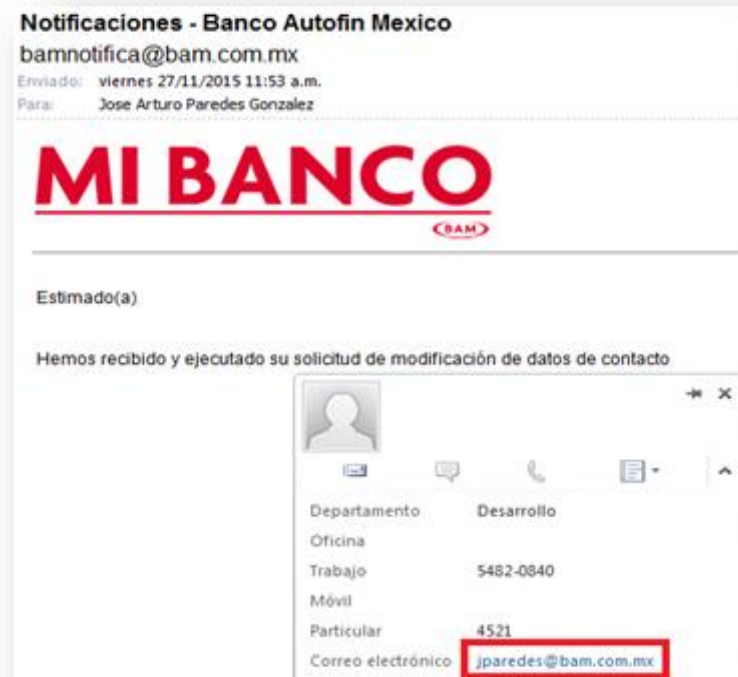 Notificaciones - Banco Autofin Mexico
bamnotifica@bam.com.mx
Enviado: viernes 27/11/2015 11:53 a.m.
Para: Jose Arturo Paredes Gonzalez
MI BANCO
BAM
Estimado(a)
Hemos recibido y ejecutado su solicitud de modificación de datos de contacto
Departamento Desarrollo
Oficina
Trabajo 5482-0840
Móvil
Particular 4521
Correo electrónico jparedes@bam.com.mx